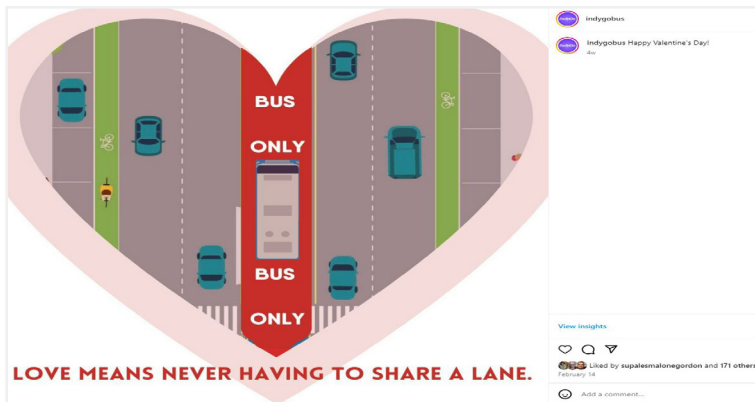 BUS
ONLY
BUS
ONLY
LOVE MEANS NEVER HAVING TO SHARE A LANE.
indygobus
indygobus Happy Valentine's Day!
4w
View insights
Liked by supalesmalonegordon and 171 others
February 14
Add a comment...